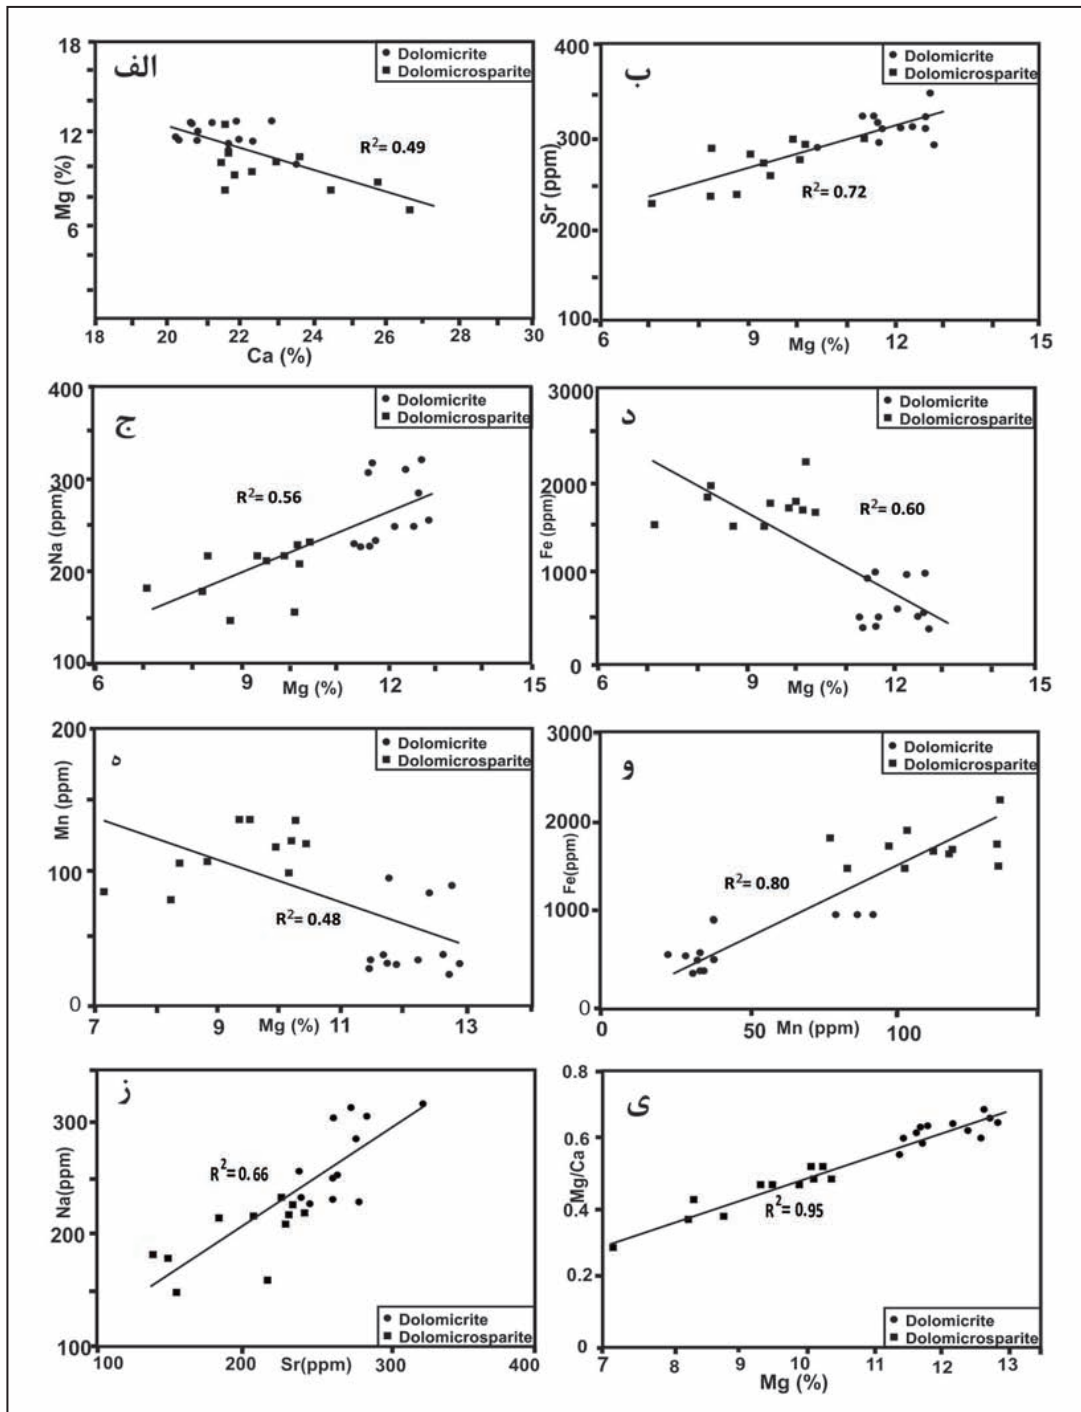 الف
Dolomicrite
Dolomicrosparite
R²= 0.49
18
12
6
Mg (%)
18 20 22 24 26 28 30
Ca (%)
ب
Dolomicrite
Dolomicrosparite
R²= 0.72
400
300
200
100
Sr (ppm)
6 9 12 15
Mg (%)
ج
Dolomicrite
Dolomicrosparite
R²= 0.56
400
300
200
100
Na (ppm)
6 9 12 15
Mg (%)
د
Dolomicrite
Dolomicrosparite
R²= 0.60
3000
2000
1000
0
Fe (ppm)
6 9 12 15
Mg (%)
ه
Dolomicrite
Dolomicrosparite
R²= 0.48
200
100
0
Mn (ppm)
7 9 11 13
Mg (%)
و
Dolomicrite
Dolomicrosparite
R²= 0.80
3000
2000
1000
0
Fe(ppm)
0 50 100
Mn (ppm)
ز
R²=0.66
Dolomicrite
Dolomicrosparite
300
200
100
Na(ppm)
100 200 300 400
Sr(ppm)
ی
R²= 0.95
Dolomicrite
Dolomicrosparite
0.8
0.6
0.4
0.2
0
Mg/Ca
7 8 9 10 11 12 13
Mg (%)